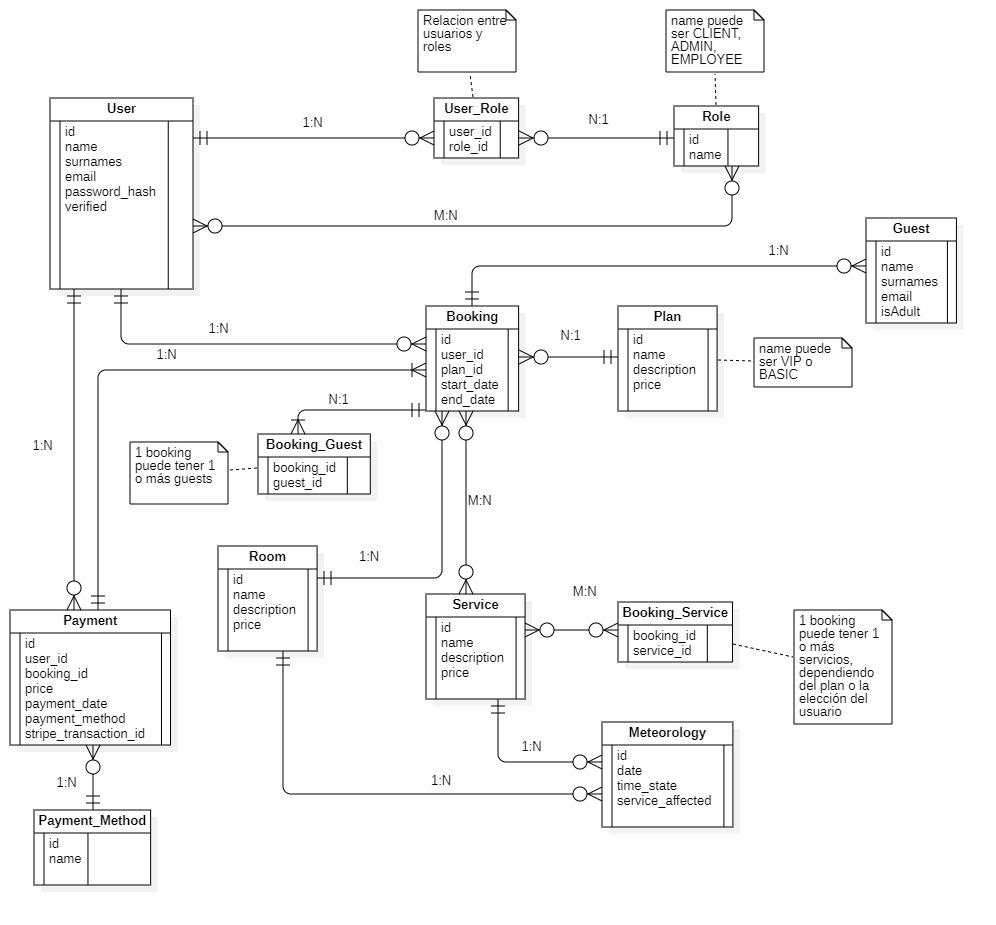 Relacion entre
usuarios y
roles
name puede
ser CLIENT,
ADMIN,
EMPLOYEE
User
id
name
surnames
email
password_hash
verified
1:N
User_Role
user_id
role_id
N:1
Role
id
name
M:N
Guest
id
name
surnames
email
isAdult
1:N
1:N
1:N
Booking
id
user_id
plan_id
start_date
end_date
N:1
Plan
id
name
description
price
name puede
ser VIP o
BASIC
N:1
1:N
1 booking
puede tener 1
o más guests
Booking_Guest
booking_id
guest_id
M:N
Room
id
name
description
price
1:N
Service
id
name
description
price
M:N
Booking_Service
booking_id
service_id
1 booking
puede tener 1
o más
servicios,
dependiendo
del plan o la
elección del
usuario
Payment
id
user_id
booking_id
price
payment_date
payment_method
stripe_transaction_id
1:N
Meteorology
id
date
time_state
service_affected
1:N
1:N
Payment_Method
id
name